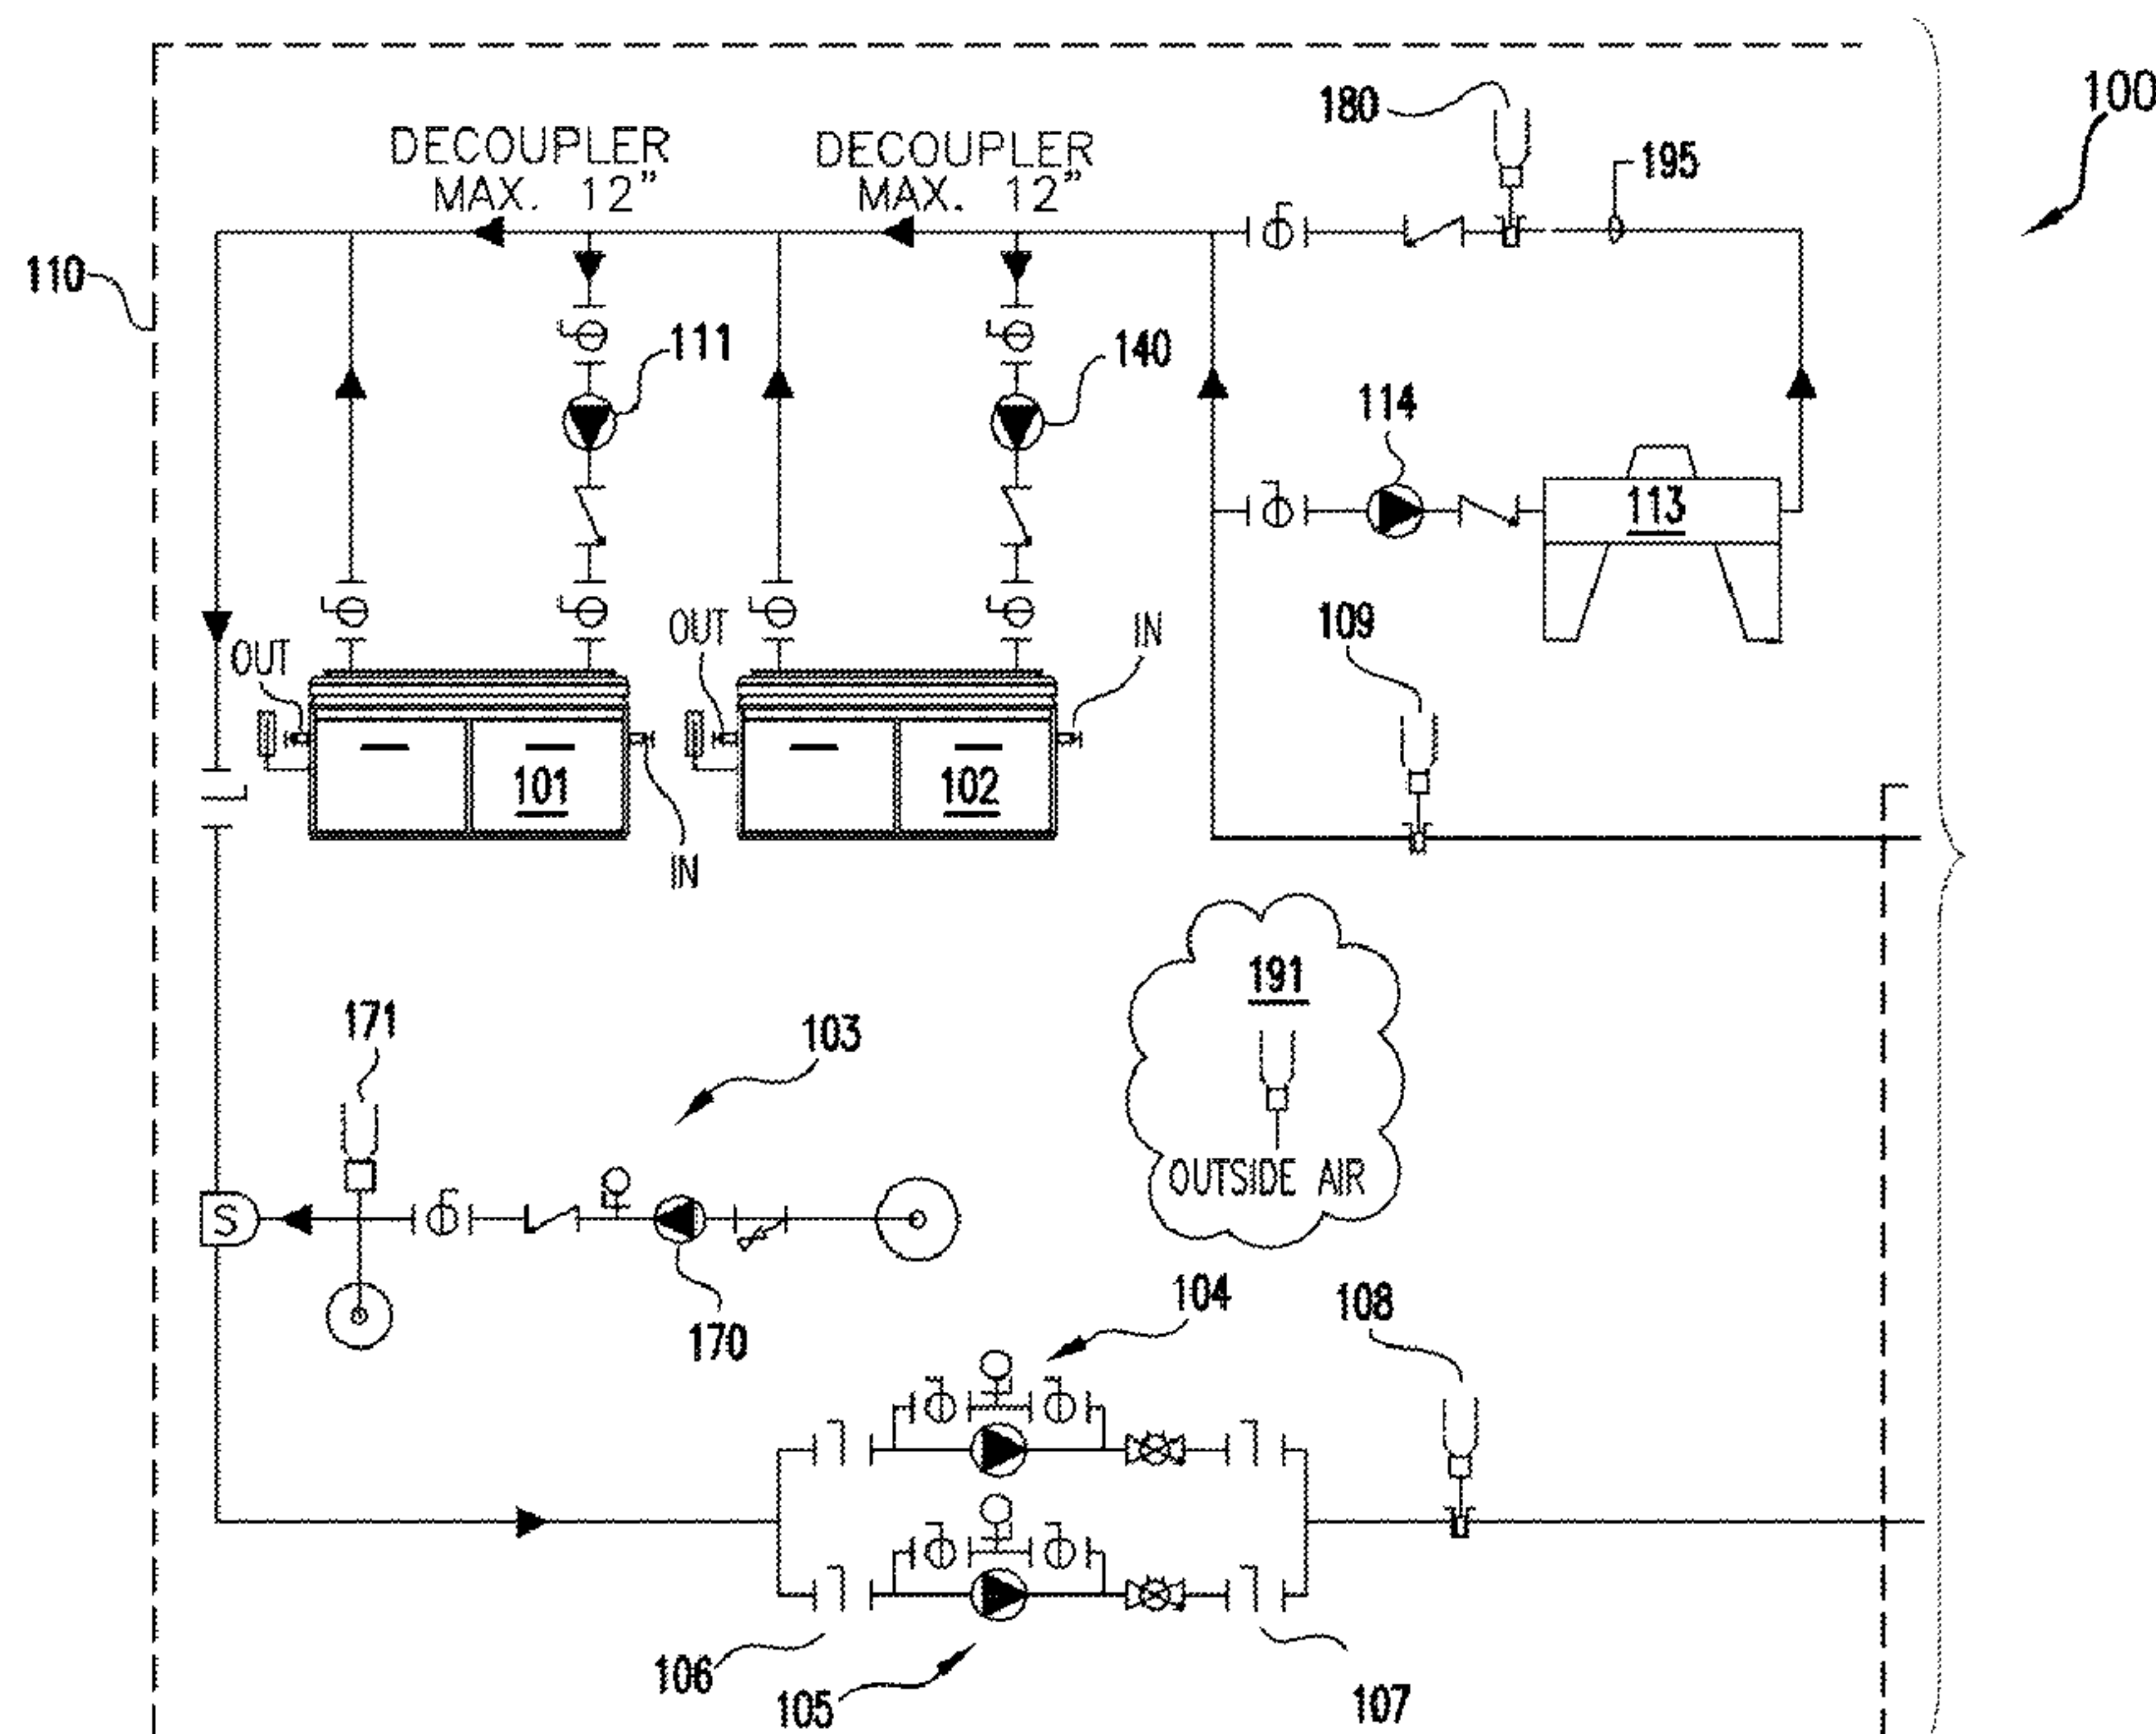 100
180
195
DECOUPLER
MAX. 12”
DECOUPLER
MAX. 12”
110
111
140
114
113
109
OUT
OUT
IN
101
102
IN
191
OUTSIDE AIR
171
103
S
170
104
108
106
105
107